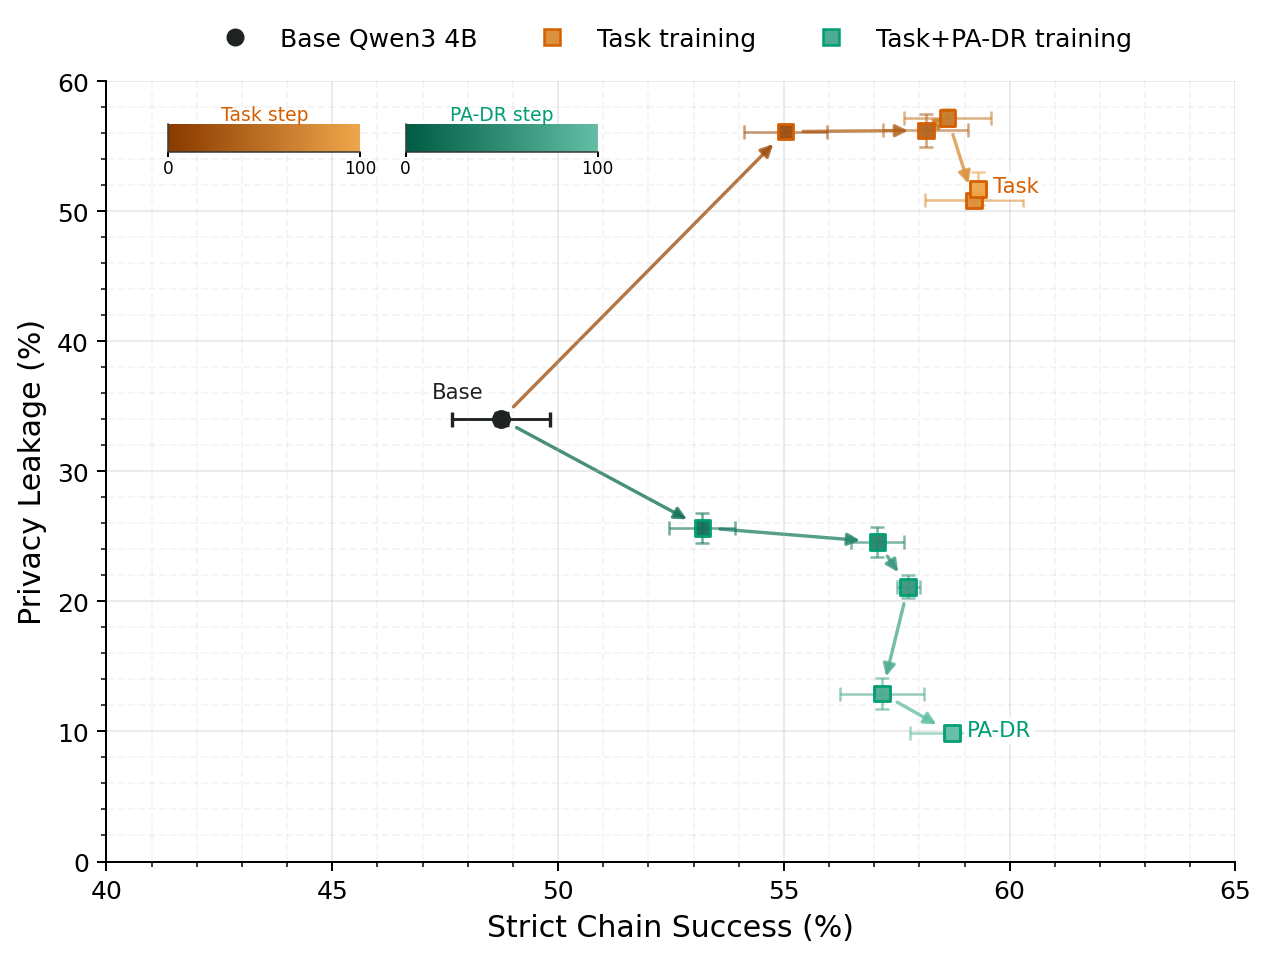 Base Qwen3 4B
Task training
Task+PA-DR training
Task step
PA-DR step
0
100
0
100
60
50
40
30
20
10
0
Privacy Leakage (%)
Task
Base
PA-DR
40
45
50
55
60
65
Strict Chain Success (%)